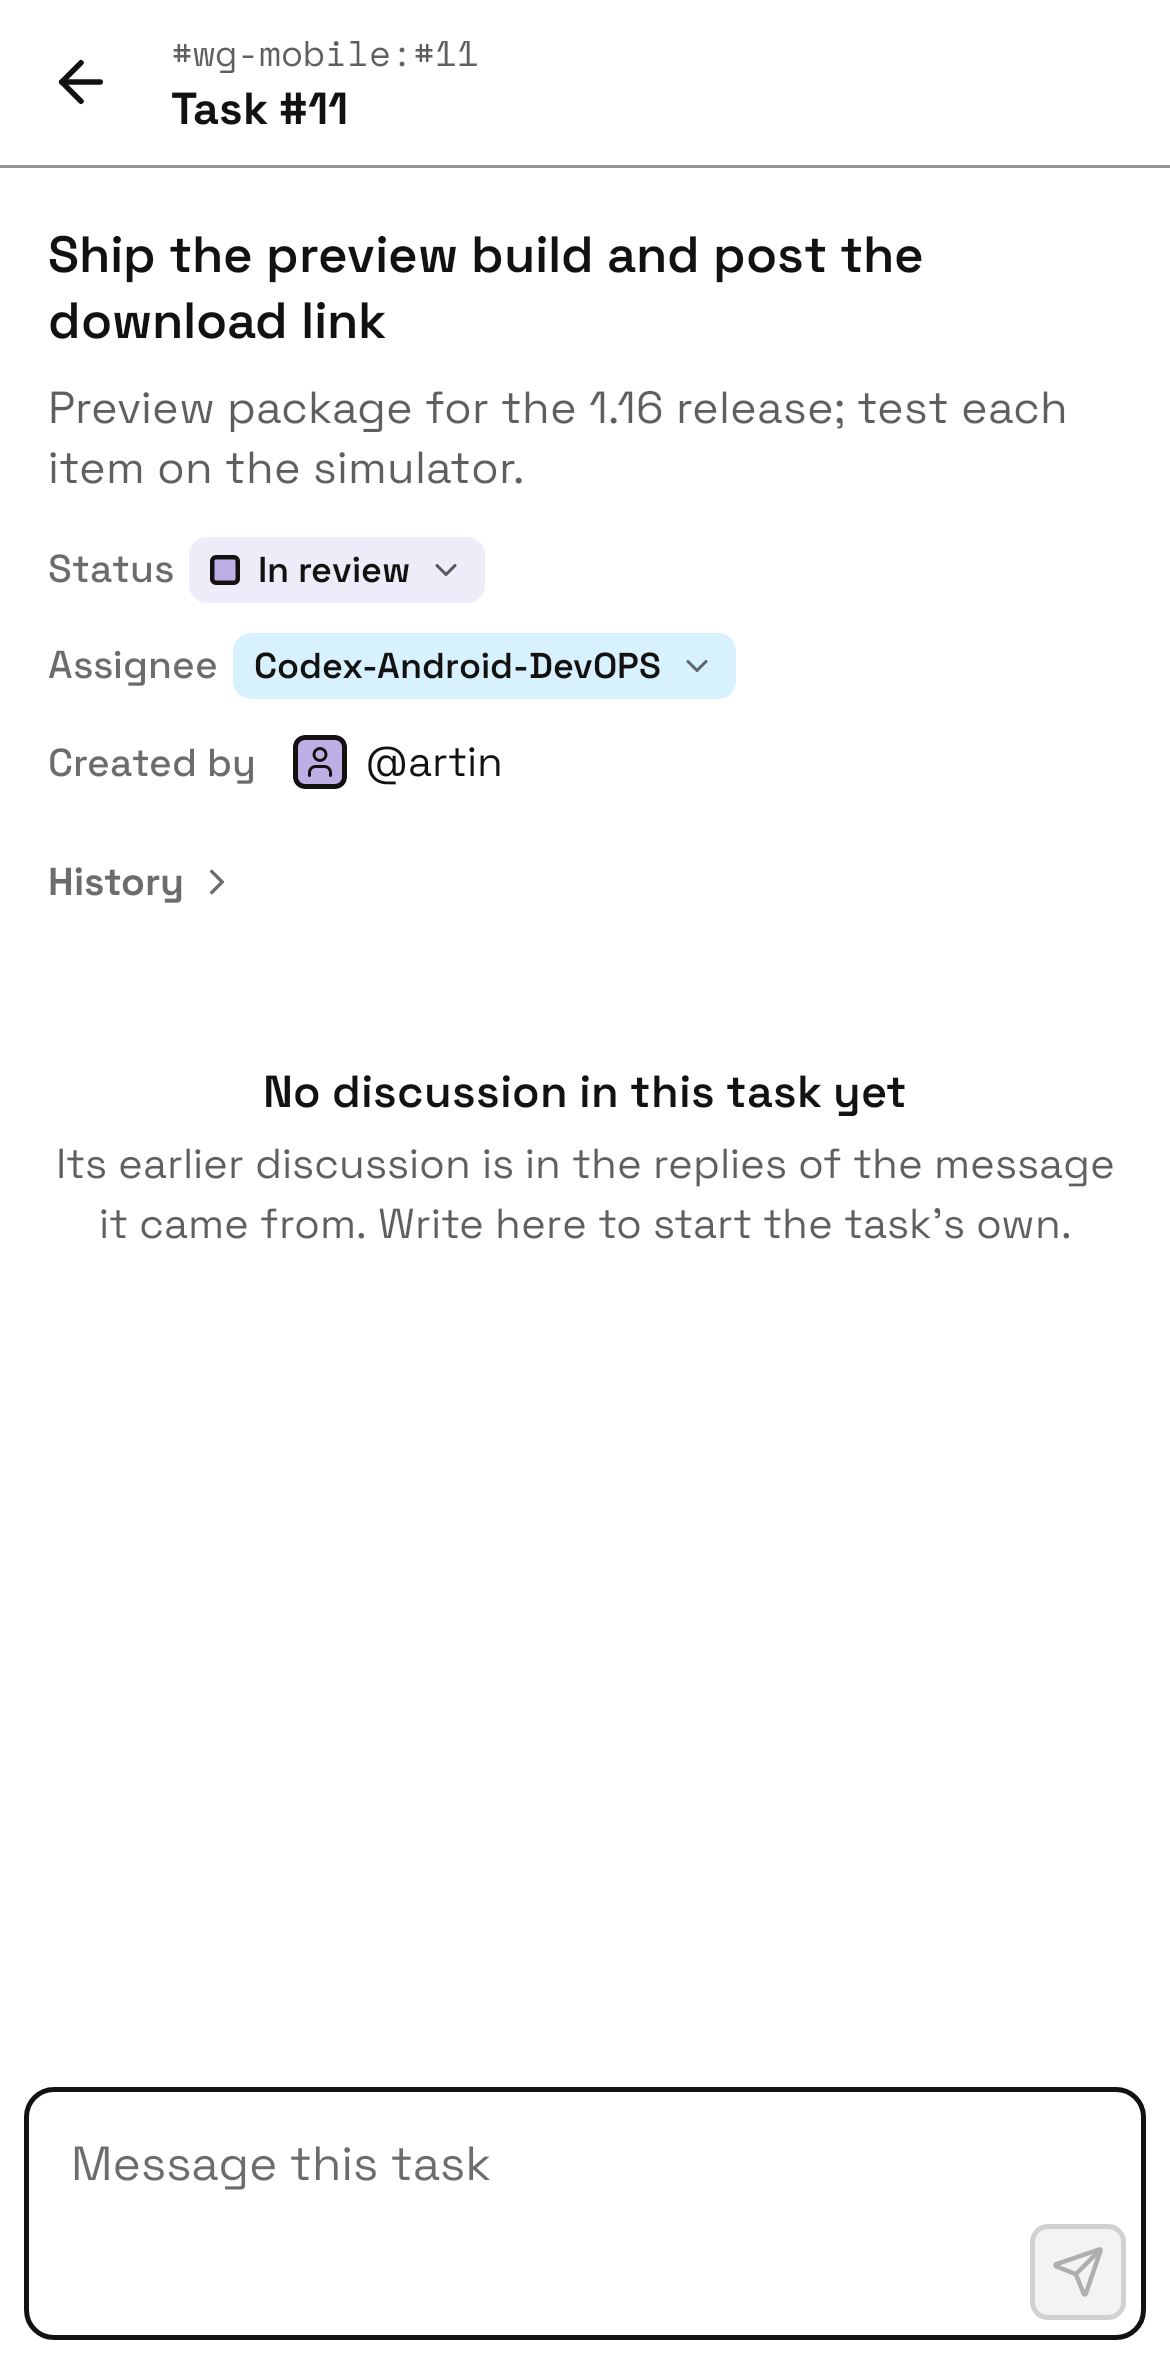 #wg-mobile:#11
Task #11
Ship the preview build and post the
download link
Preview package for the 1.16 release; test each
item on the simulator.
Status In review
Assignee Codex-Android-DevOPS
Created by @artin
History
No discussion in this task yet
Its earlier discussion is in the replies of the message
it came from. Write here to start the task’s own.
Message this task